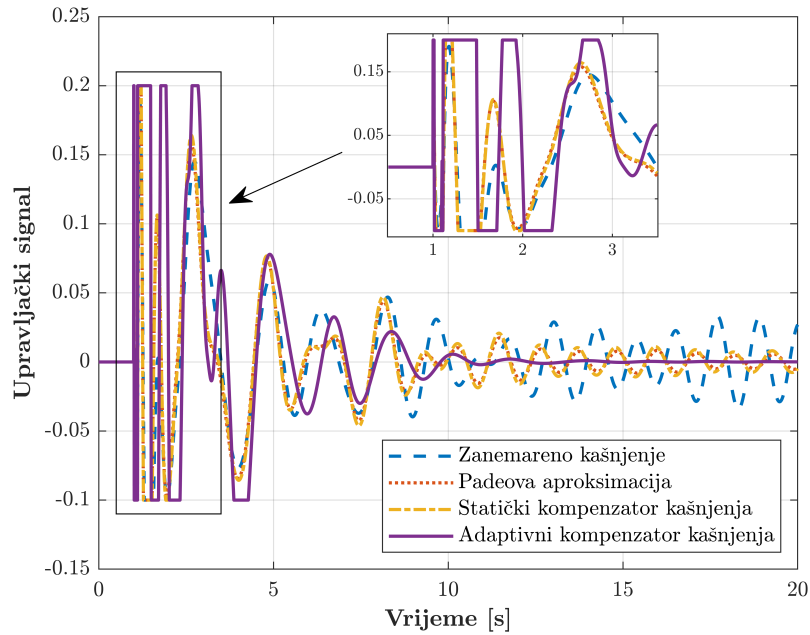 0.25
0.2
0.15
0.1
0.05
0
-0.05
-0.1
-0.15
Upravljački signal
0.15
0.05
-0.05
1 2 3
Zanemareno kašnjenje
Padeova aproksimacija
Statički kompenzator kašnjenja
Adaptivni kompenzator kašnjenja
0 5 10 15 20
Vrijeme [s]